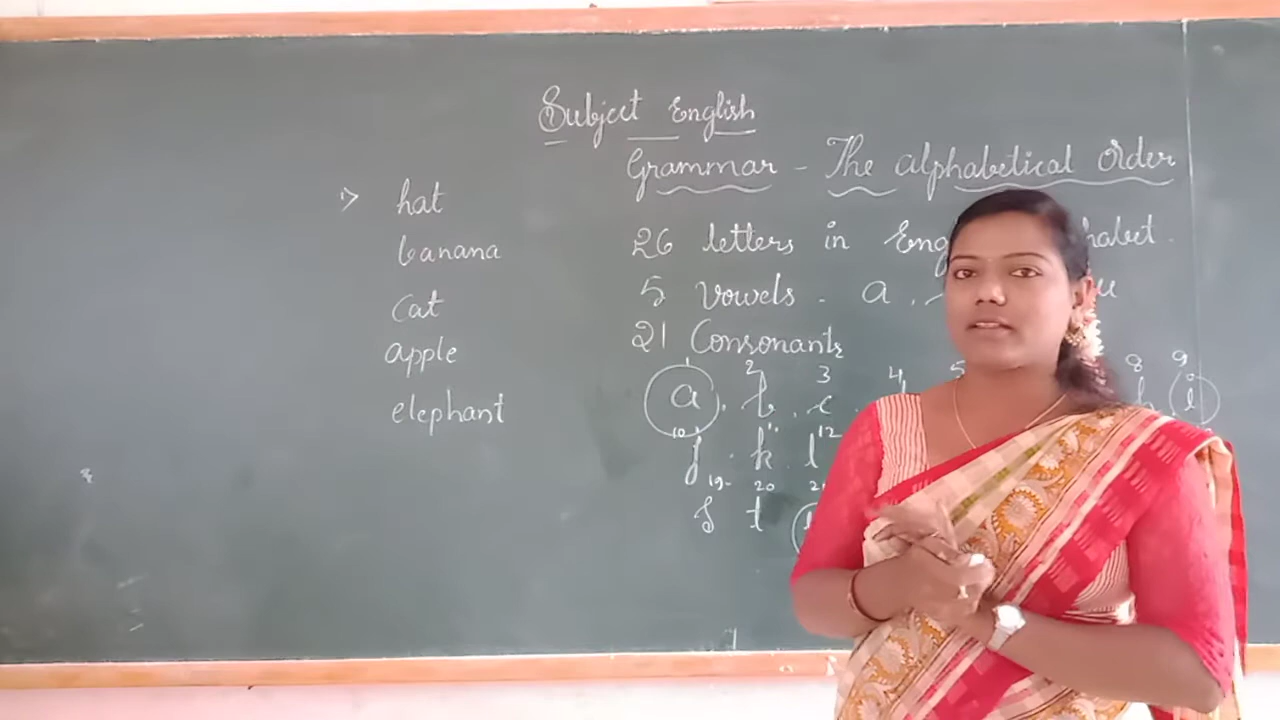 Subject English
Grammar - The alphabetical Order
1> hat
banana
cat
apple
elephant
26 letters in
5 Vowels - a,
21 Consonants
1 2 3 4 5 8 9
a, b, c h, i
10 11 12
j, k l
19 20
s t